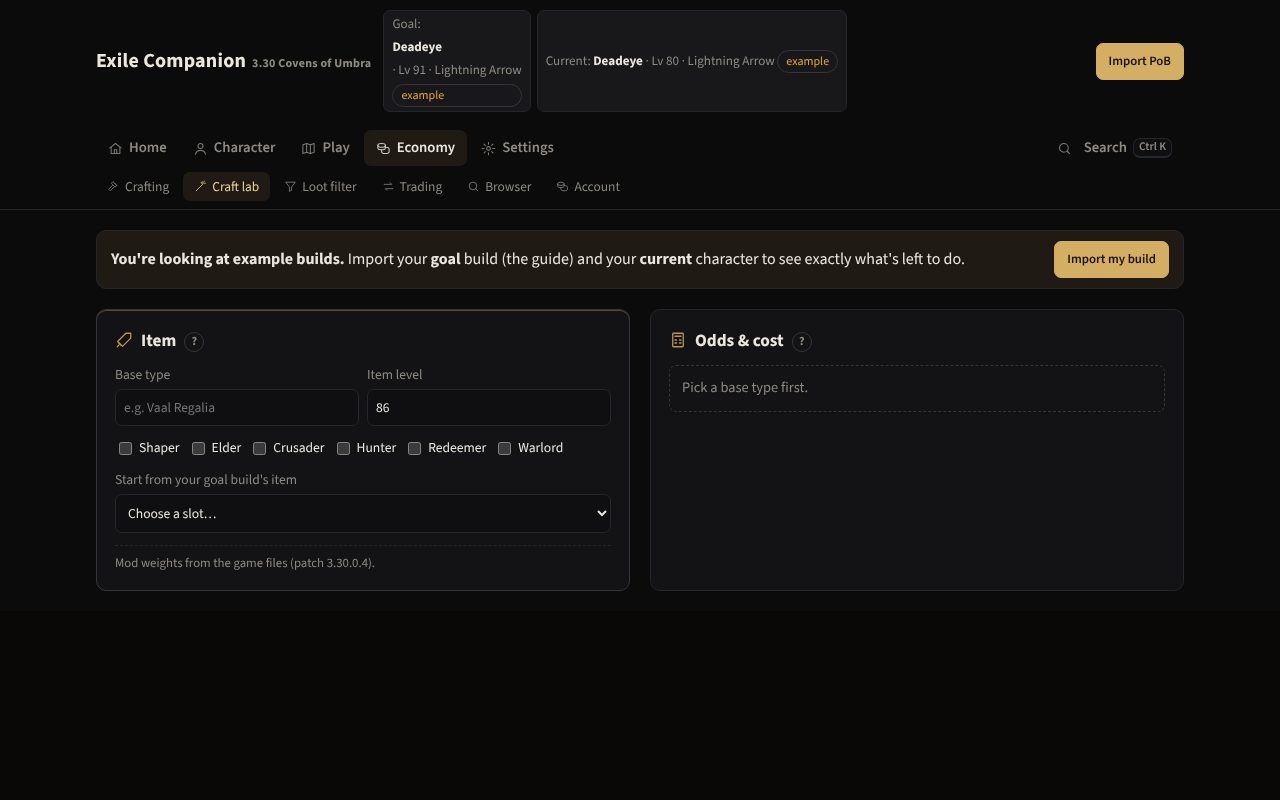 Exile Companion 3.30 Covens of Umbra
Goal:
Deadeye
· Lv 91 · Lightning Arrow
example
Current: Deadeye · Lv 80 · Lightning Arrow example
Import PoB
Home Character Play Economy Settings
Search Ctrl K
Crafting Craft lab Loot filter Trading Browser Account
You're looking at example builds. Import your goal build (the guide) and your current character to see exactly what's left to do.
Import my build
Item ?
Base type Item level
e.g. Vaal Regalia 86
Shaper Elder Crusader Hunter Redeemer Warlord
Start from your goal build's item
Choose a slot…
Mod weights from the game files (patch 3.30.0.4).
Odds & cost ?
Pick a base type first.